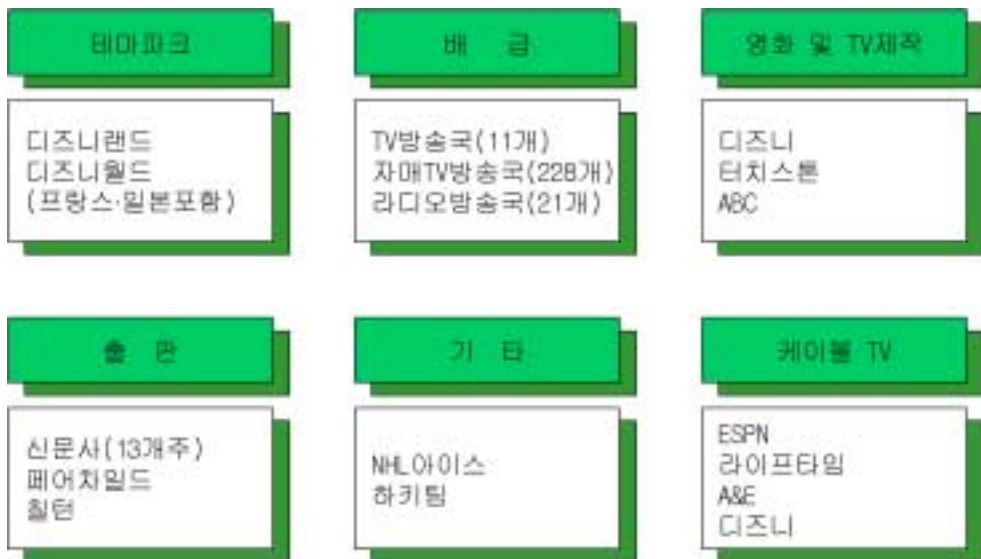 테마파크
디즈니랜드
디즈니월드
(프랑스·일본포함)
배 급
TV방송국(11개)
자매TV방송국(228개)
라디오방송국(21개)
영화 및 TV제작
디즈니
터치스톤
ABC
출 판
신문사(13개주)
페어차일드
칠턴
기 타
NHL아이스
하키팀
케이블 TV
ESPN
라이프타임
A&E
디즈니